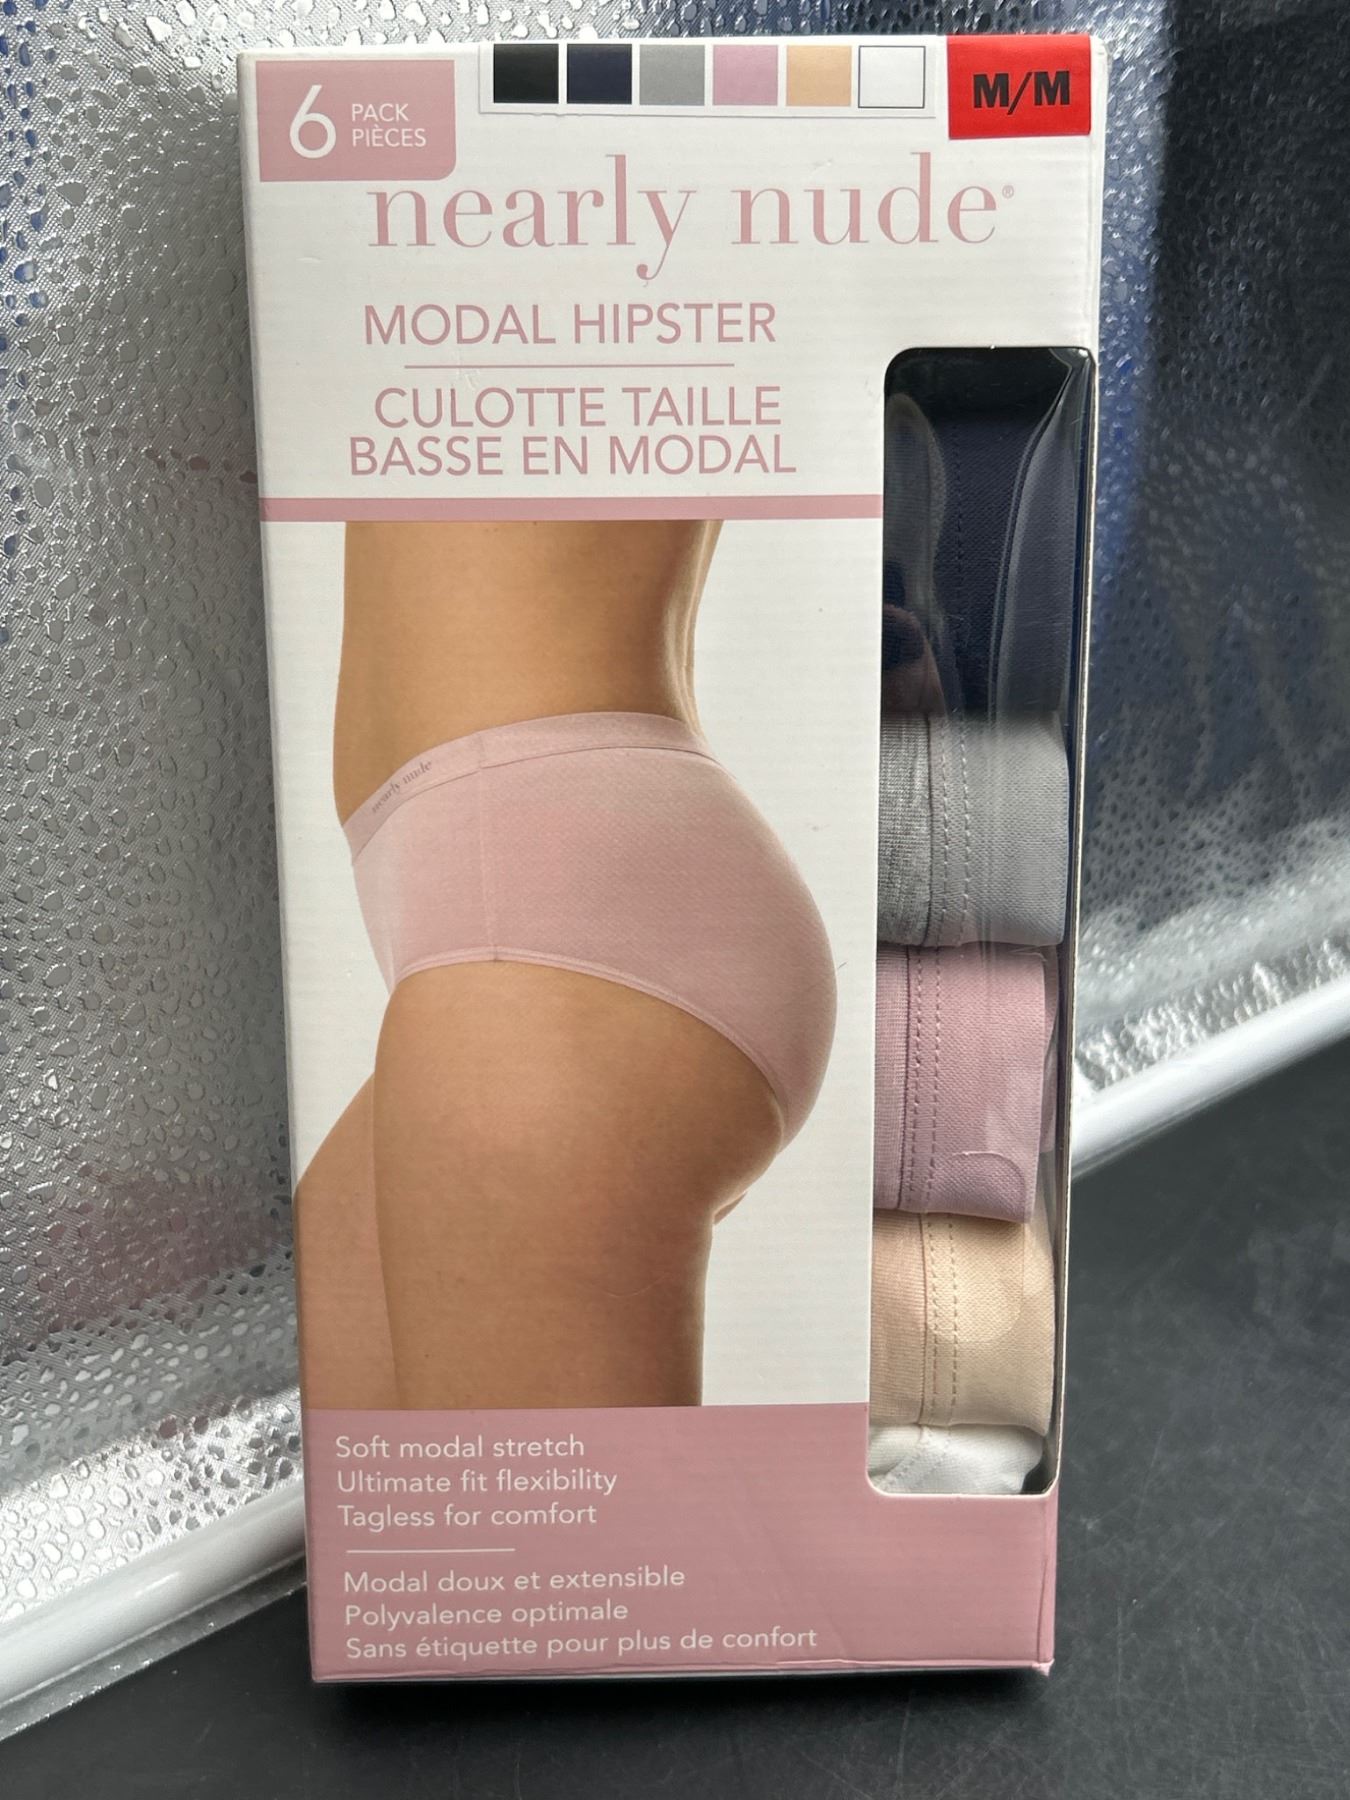 6 PACK
PIÈCES
M/M
nearly nude®
MODAL HIPSTER
CULOTTE TAILLE
BASSE EN MODAL
nearly nude
Soft modal stretch
Ultimate fit flexibility
Tagless for comfort
Modal doux et extensible
Polyvalence optimale
Sans étiquette pour plus de confort